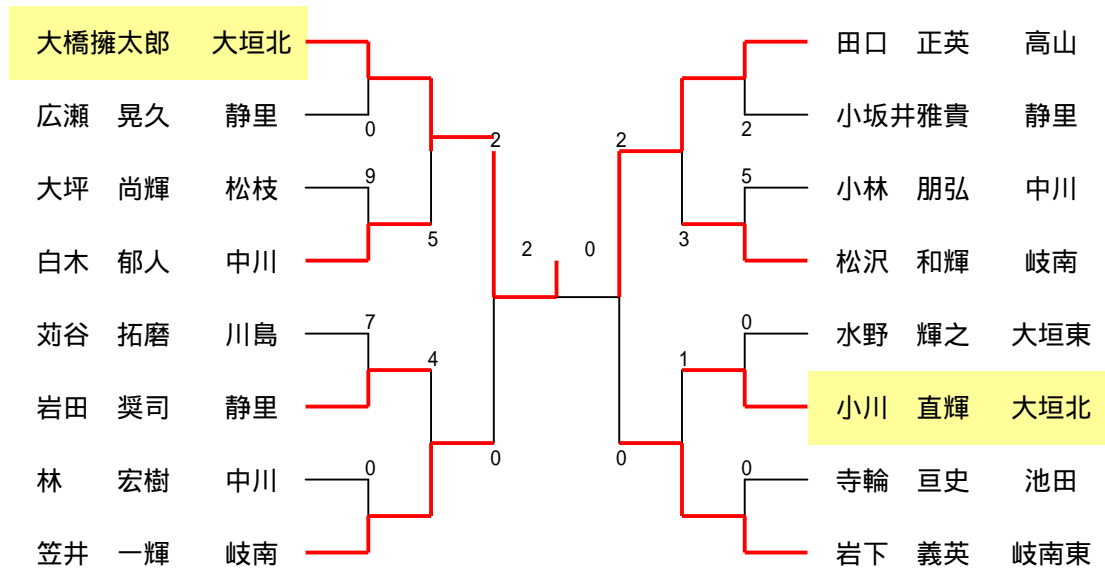 大橋擁太郎 大垣北
広瀬 晃久 静里
0
大坪 尚輝 松枝
9
白木 郁人 中川
5
2
苅谷 拓磨 川島
7
岩田 奨司 静里
4
林 宏樹 中川
0
笠井 一輝 岐南
0
2 0
田口 正英 高山
小坂井雅貴 静里
2
小林 朋弘 中川
5
松沢 和輝 岐南
3
2
水野 輝之 大垣東
0
小川 直輝 大垣北
1
寺輪 亘史 池田
0
岩下 義英 岐南東
0